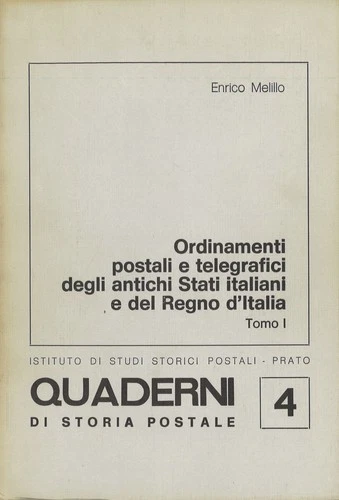 Enrico Melillo
Ordinamenti
postali e telegrafici
degli antichi Stati italiani
e del Regno d'Italia
Tomo I
ISTITUTO DI STUDI STORICI POSTALI - PRATO
QUADERNI
DI STORIA POSTALE
4